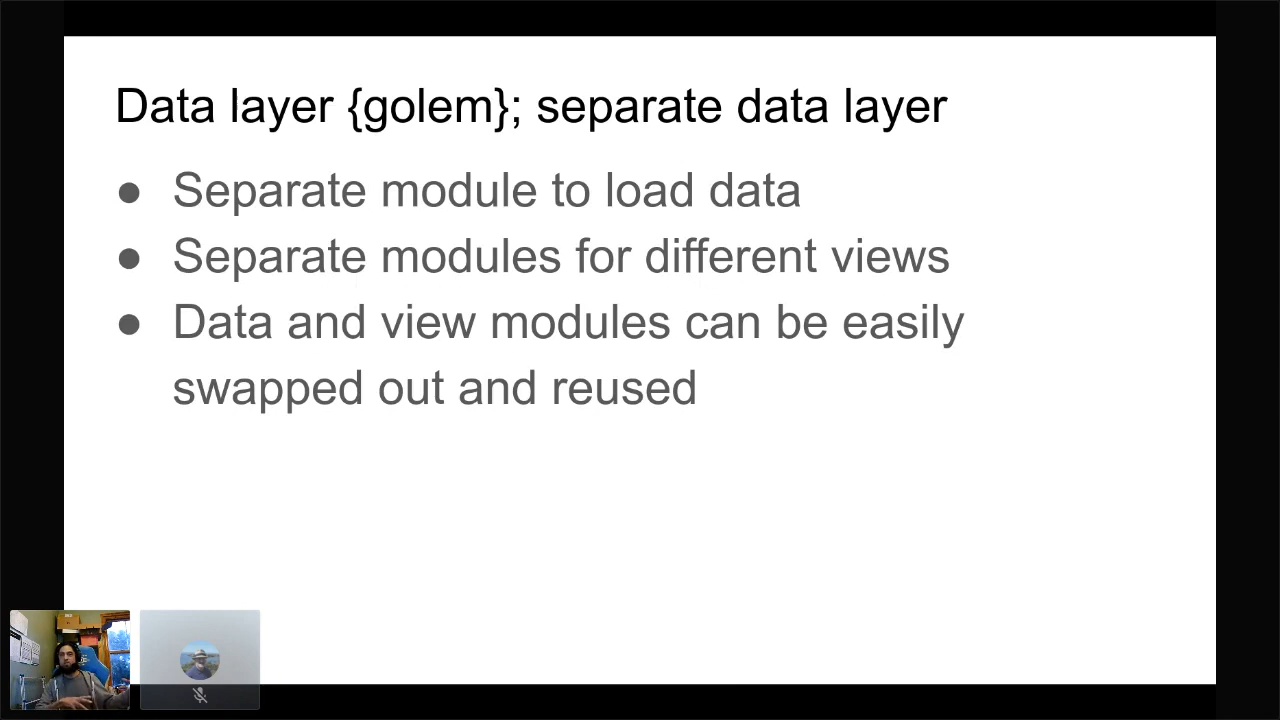 Data layer {golem}; separate data layer
● Separate module to load data
● Separate modules for different views
● Data and view modules can be easily
swapped out and reused